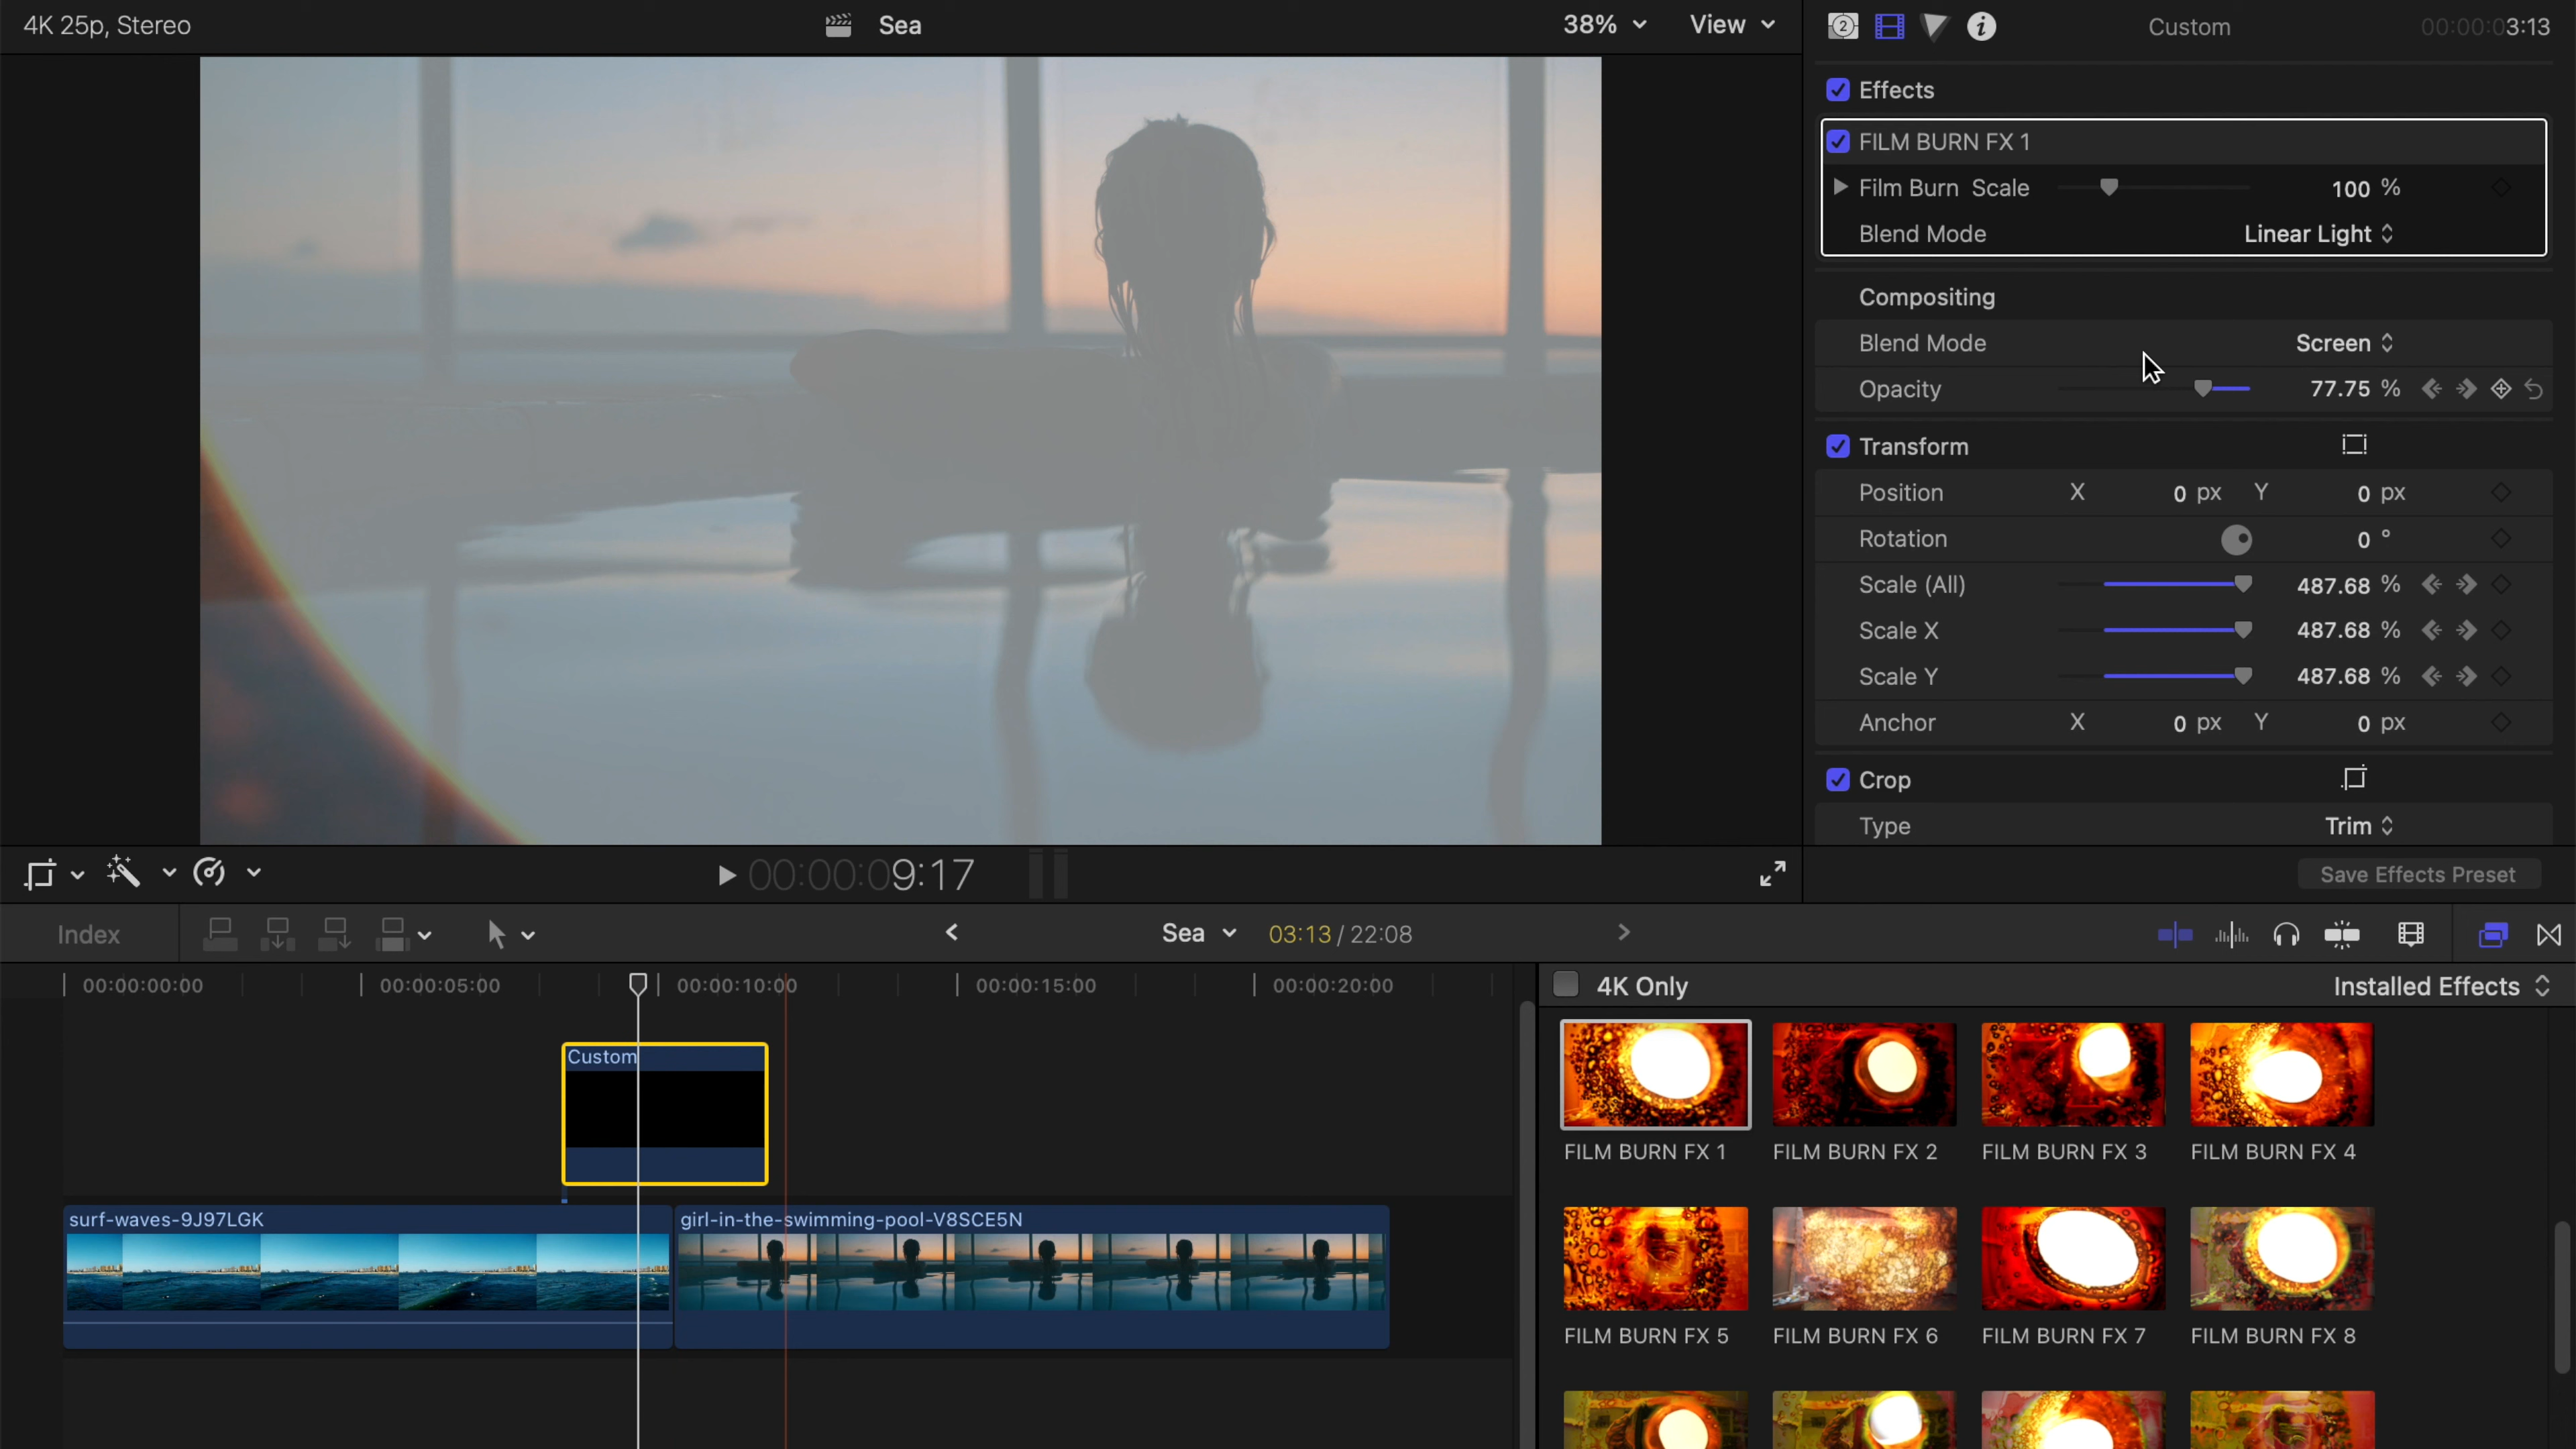 4K 25p, Stereo
Sea
38%
View
2
Custom
00:00:03:13
Effects
FILM BURN FX 1
Film Burn Scale 100 %
Blend Mode Linear Light
Compositing
Blend Mode Screen
Opacity 77.75 %
Transform
Position X 0 px Y 0 px
Rotation 0 °
Scale (All) 487.68 %
Scale X 487.68 %
Scale Y 487.68 %
Anchor X 0 px Y 0 px
Crop
Type Trim
00:00:09:17
Save Effects Preset
Index
Sea
03:13 / 22:08
00:00:00:00
00:00:05:00
00:00:10:00
00:00:15:00
00:00:20:00
4K Only
Installed Effects
Custom
FILM BURN FX 1
FILM BURN FX 2
FILM BURN FX 3
FILM BURN FX 4
surf-waves-9J97LGK
girl-in-the-swimming-pool-V8SCE5N
FILM BURN FX 5
FILM BURN FX 6
FILM BURN FX 7
FILM BURN FX 8